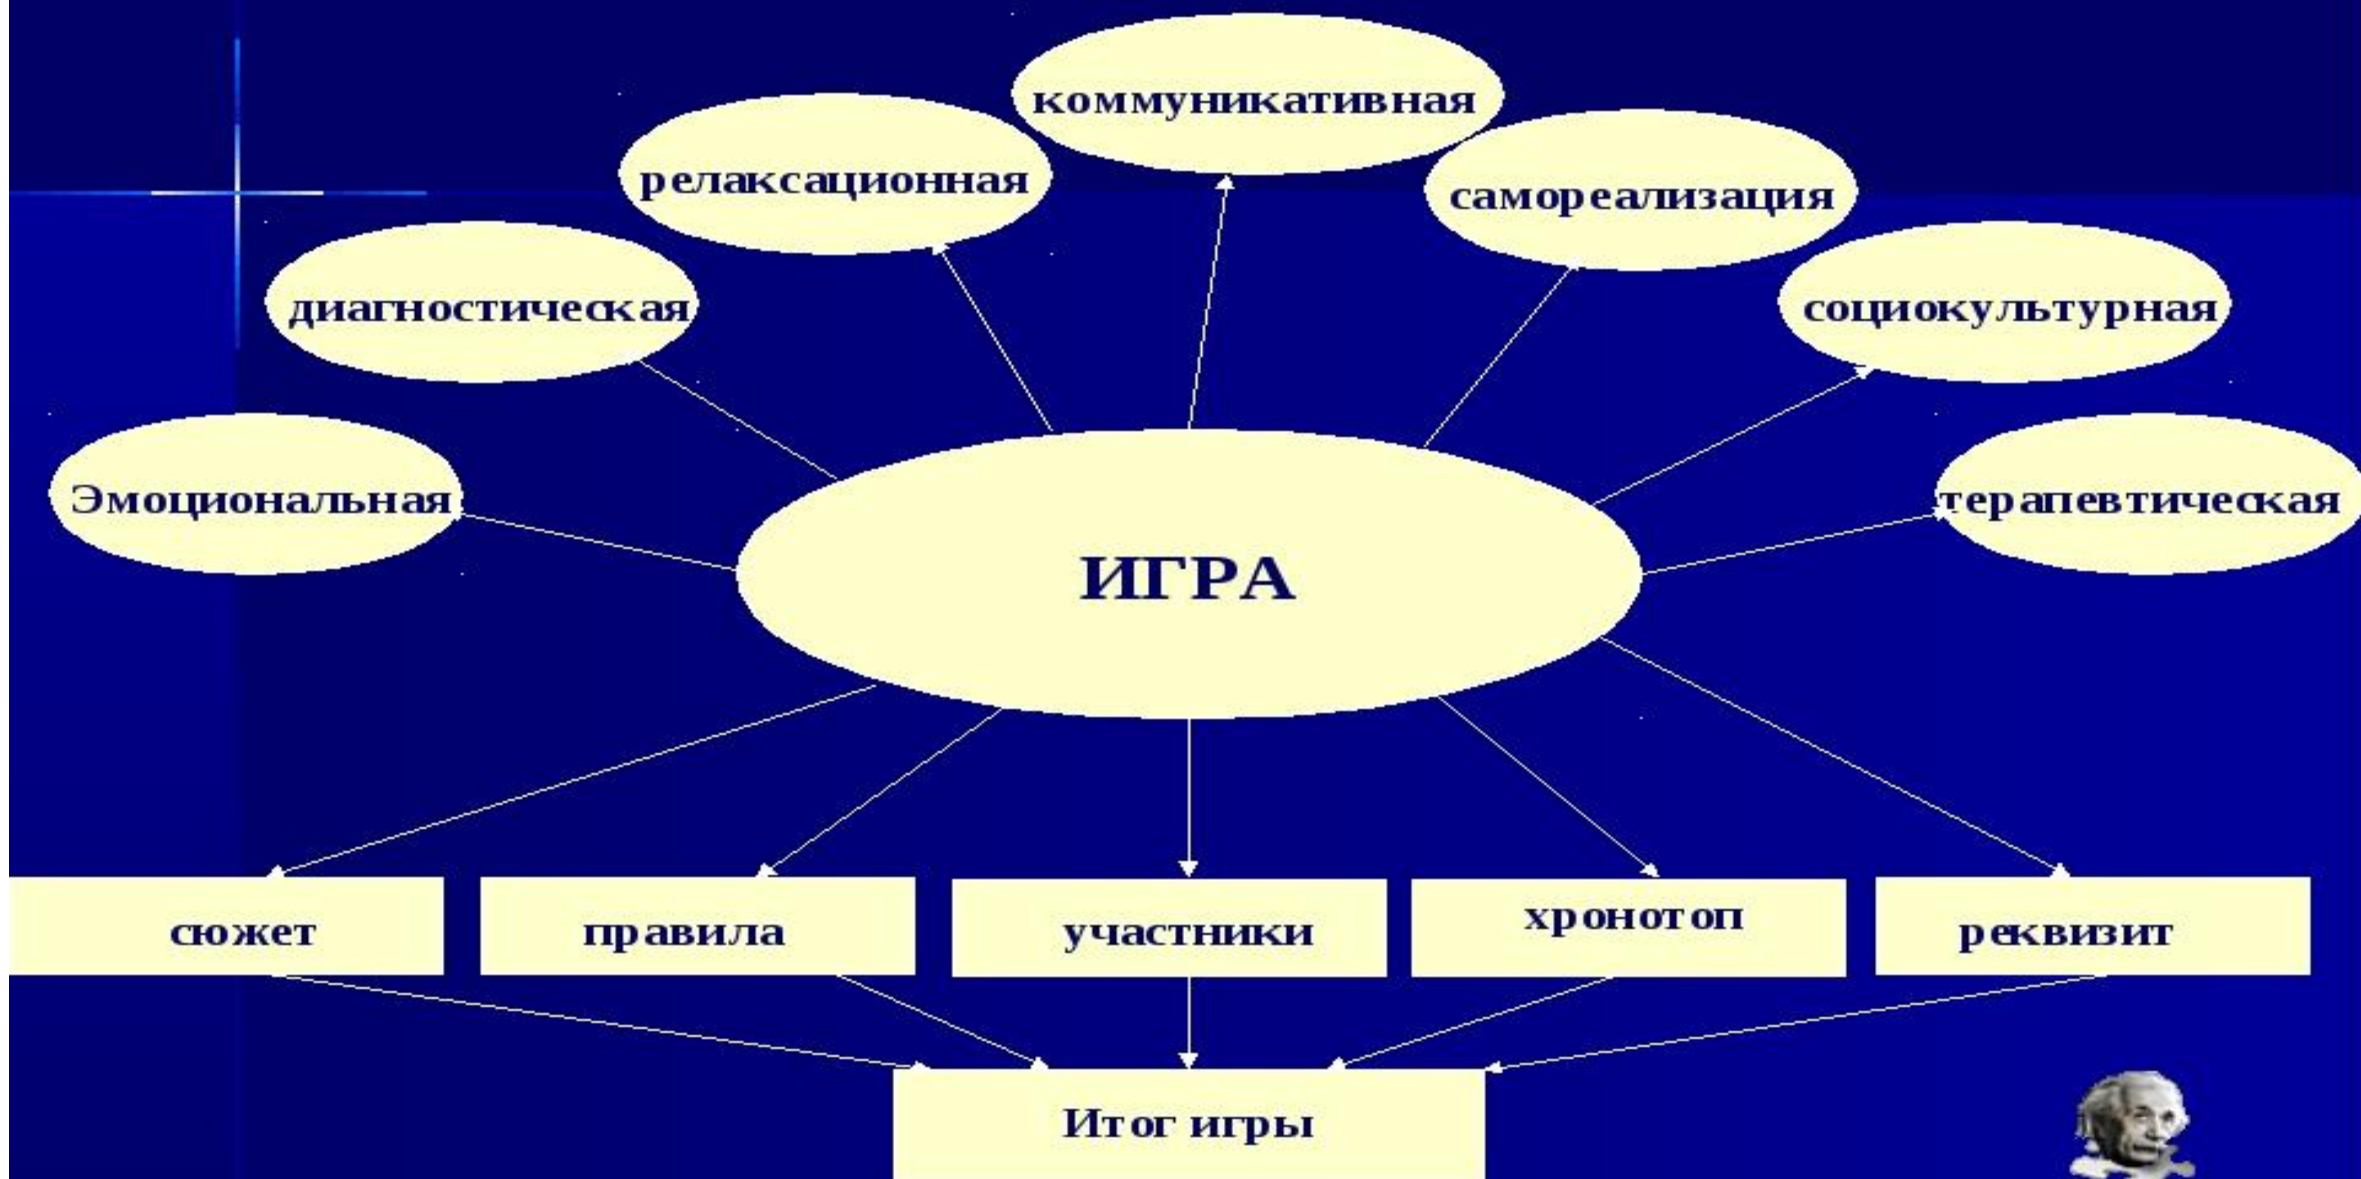 коммуникативная
релаксационная
самореализация
диагностическая
социокультурная
Эмоциональная
терапевтическая
ИГРА
сюжет
правила
участники
хронотоп
реквизит
Итог игры